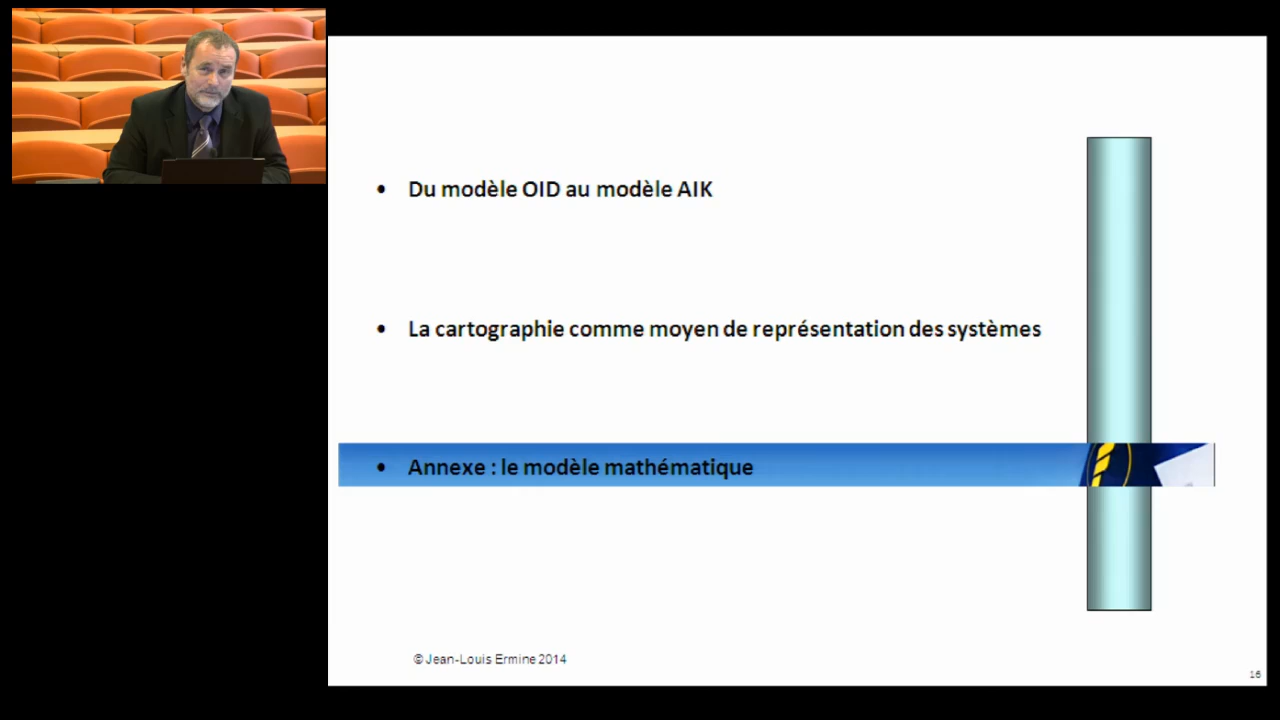 • Du modèle OID au modèle AIK
• La cartographie comme moyen de représentation des systèmes
• Annexe : le modèle mathématique
© Jean-Louis Ermine 2014
16